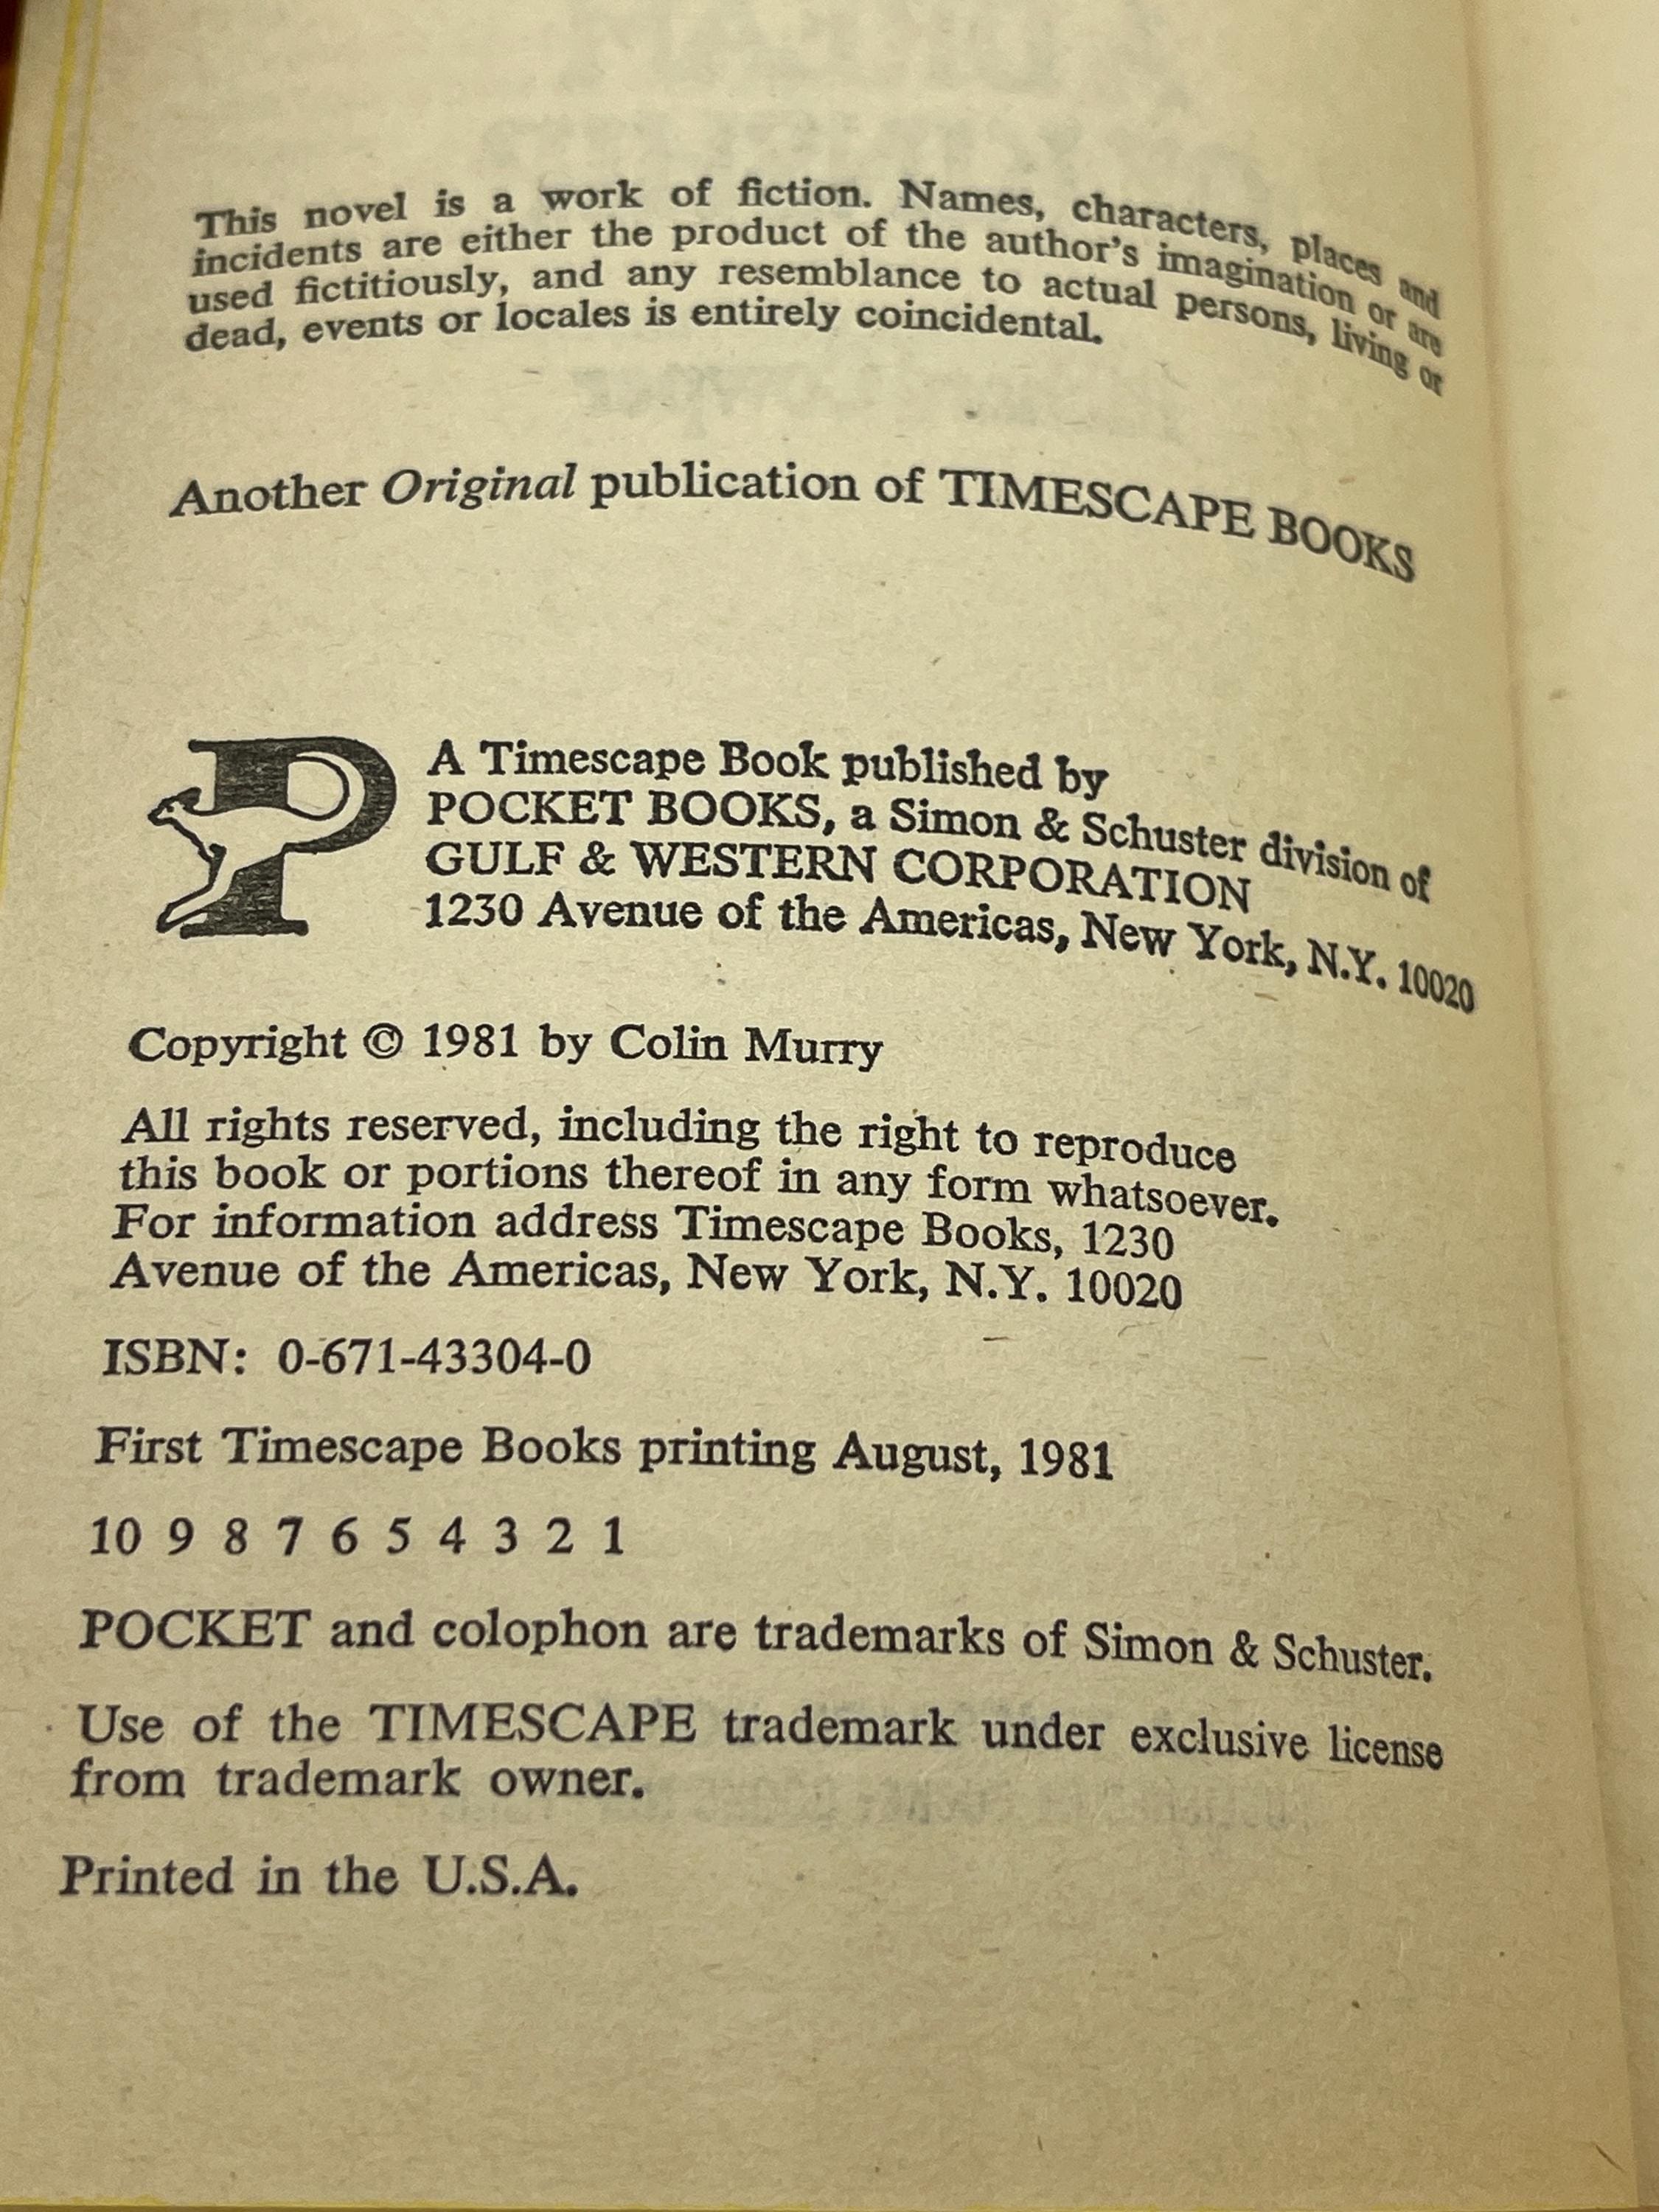 This novel is a work of fiction. Names, characters, places and
incidents are either the product of the author's imagination or are
used fictitiously, and any resemblance to actual persons, living or
dead, events or locales is entirely coincidental.
Another Original publication of TIMESCAPE BOOKS
P
A Timescape Book published by
POCKET BOOKS, a Simon & Schuster division of
GULF & WESTERN CORPORATION
1230 Avenue of the Americas, New York, N.Y. 10020
Copyright © 1981 by Colin Murry
All rights reserved, including the right to reproduce
this book or portions thereof in any form whatsoever.
For information address Timescape Books, 1230
Avenue of the Americas, New York, N.Y. 10020
ISBN: 0-671-43304-0
First Timescape Books printing August, 1981
10 9 8 7 6 5 4 3 2 1
POCKET and colophon are trademarks of Simon & Schuster.
Use of the TIMESCAPE trademark under exclusive license
from trademark owner.
Printed in the U.S.A.